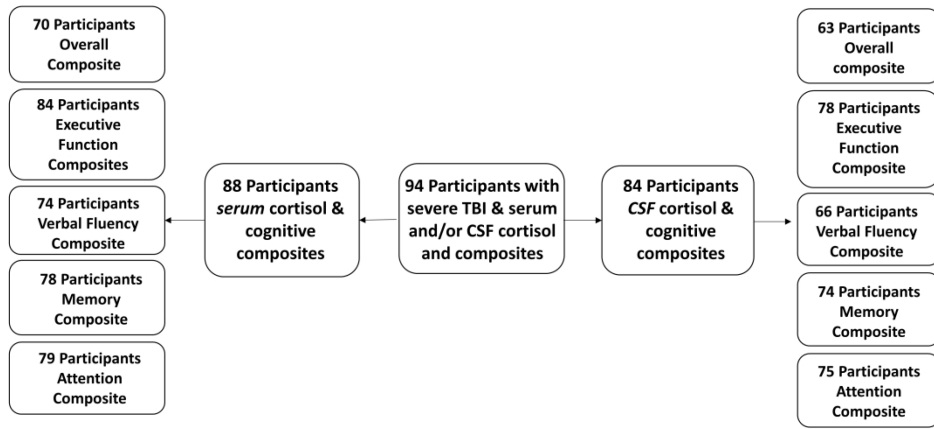 70 Participants
Overall
Composite
84 Participants
Executive
Function
Composites
74 Participants
Verbal Fluency
Composite
78 Participants
Memory
Composite
79 Participants
Attention
Composite
88 Participants
serum cortisol &
cognitive
composites
94 Participants with
severe TBI & serum
and/or CSF cortisol
and composites
84 Participants
CSF cortisol &
cognitive
composites
63 Participants
Overall
composite
78 Participants
Executive
Function
Composite
66 Participants
Verbal Fluency
Composite
74 Participants
Memory
Composite
75 Participants
Attention
Composite